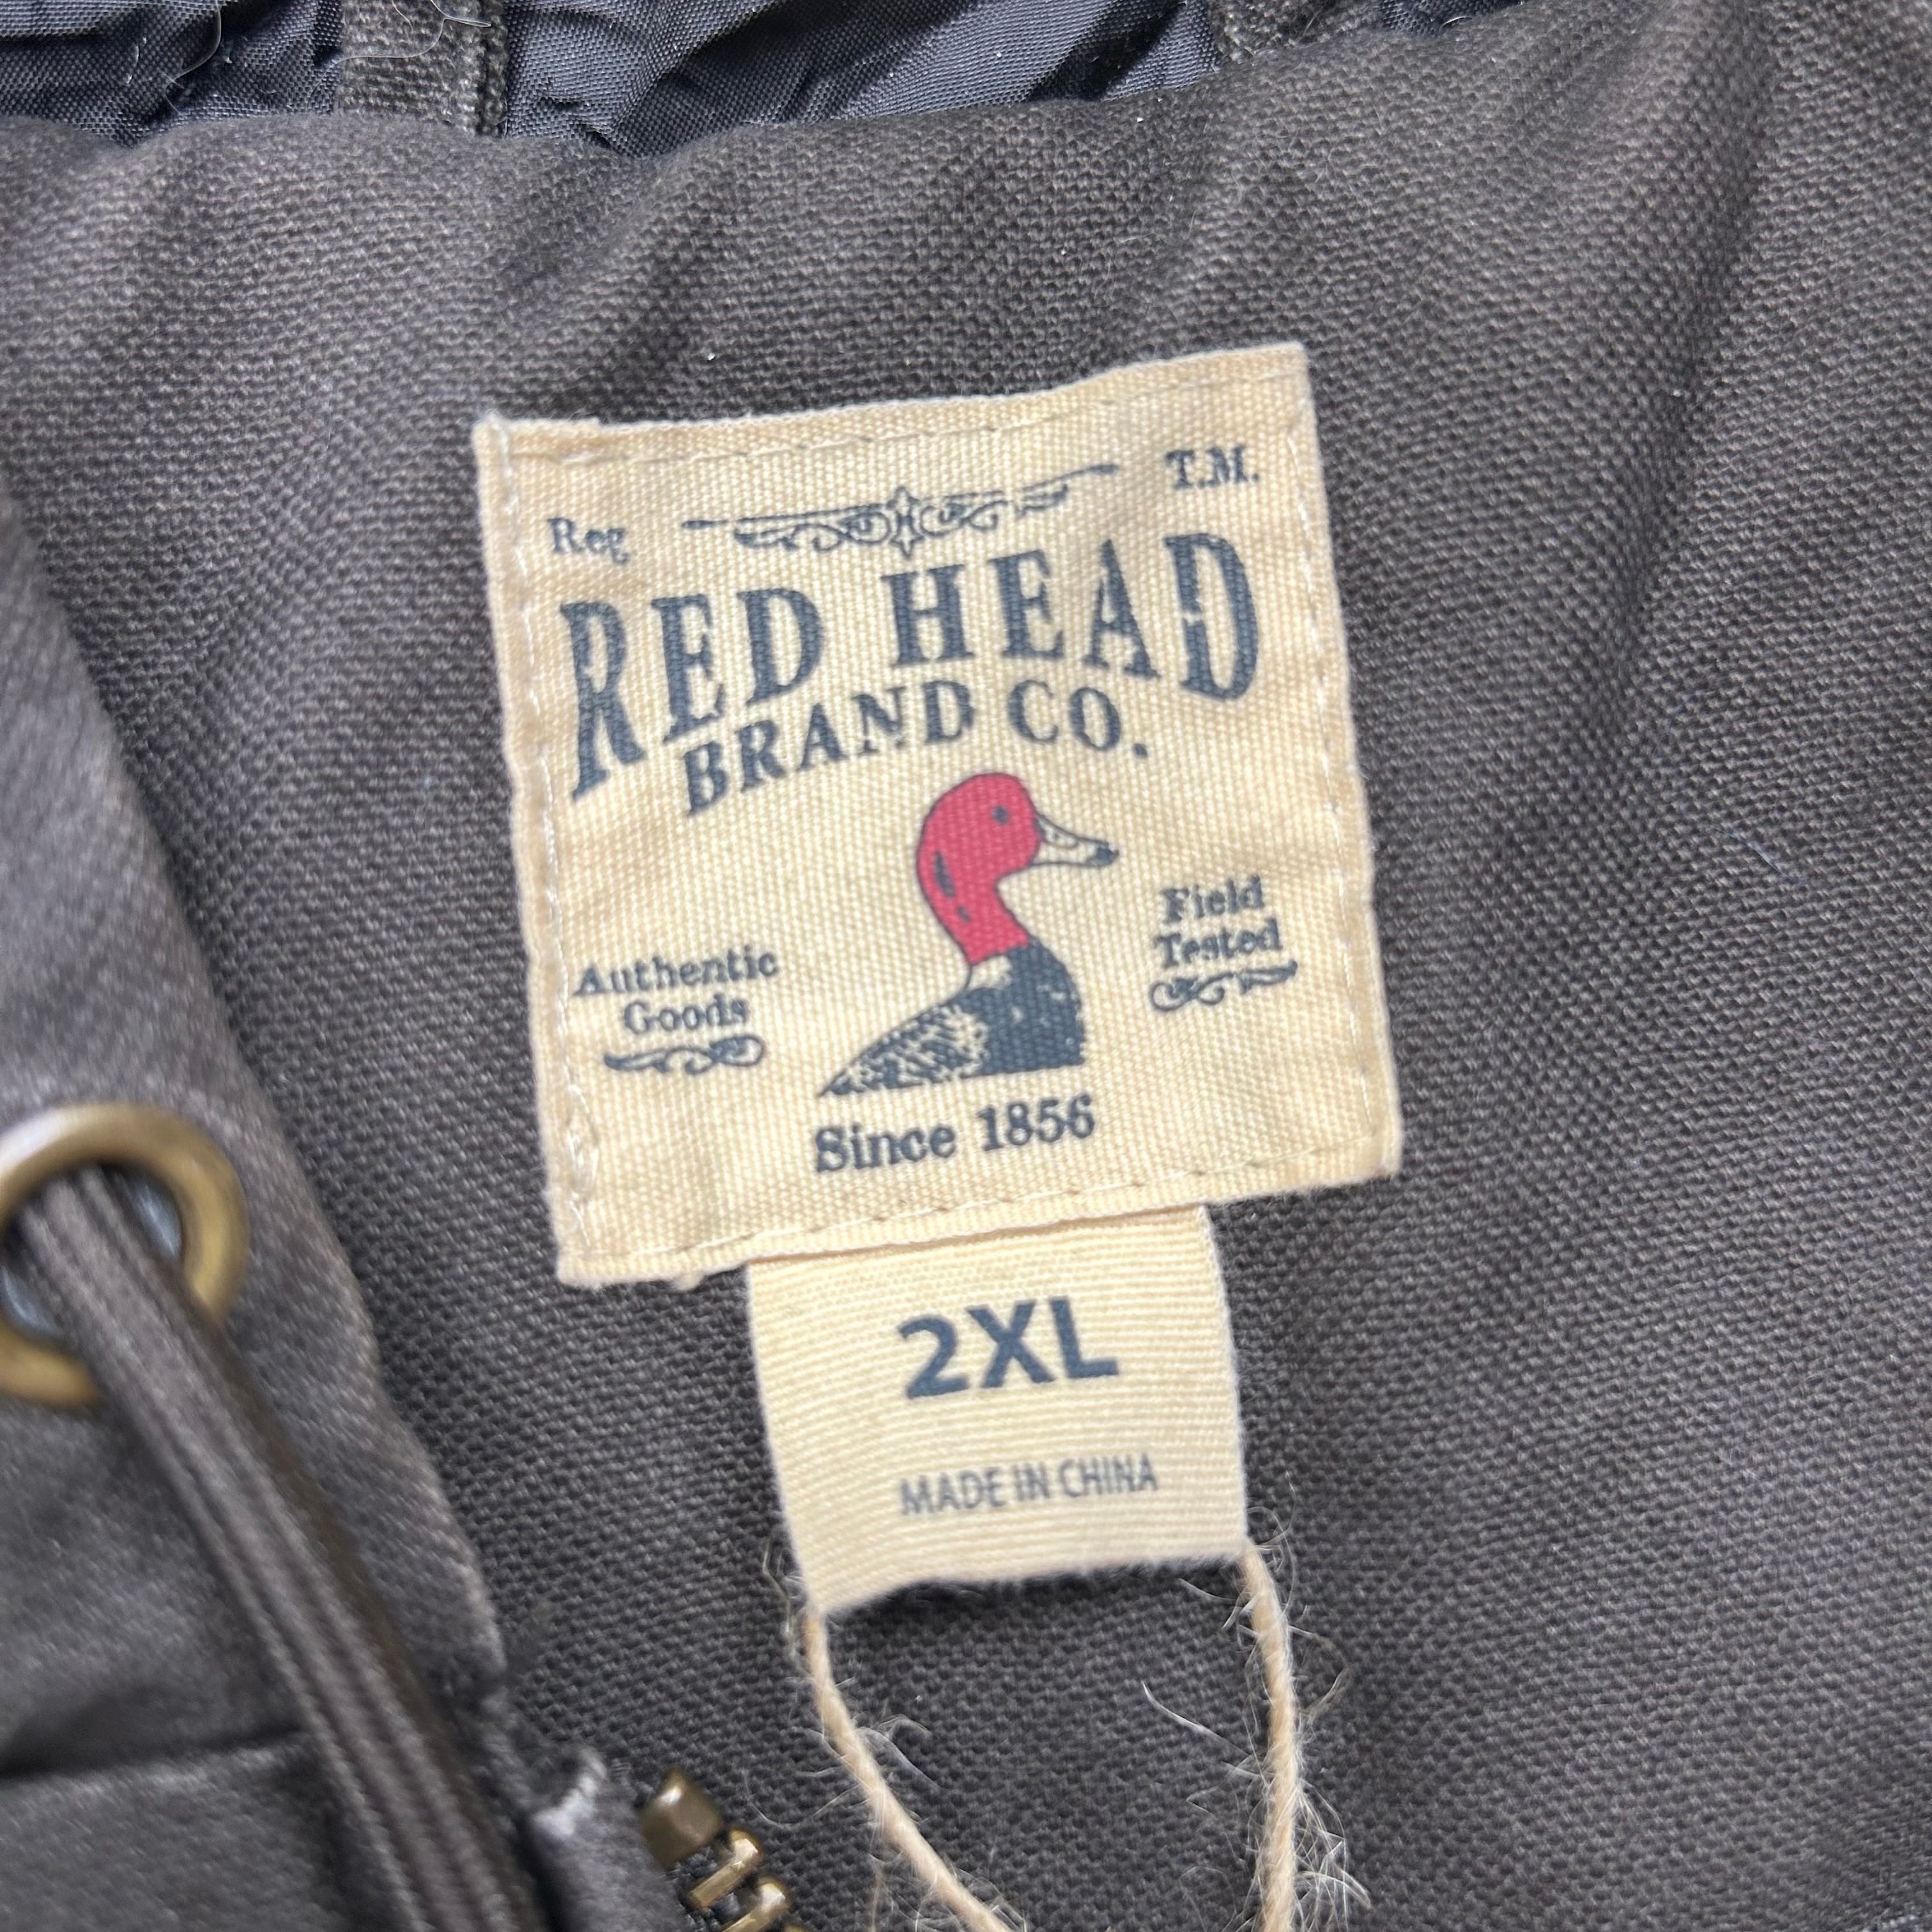 Reg T.M.
RED HEAD
BRAND CO.
Authentic
Goods
Field
Tested
Since 1856
2XL
MADE IN CHINA